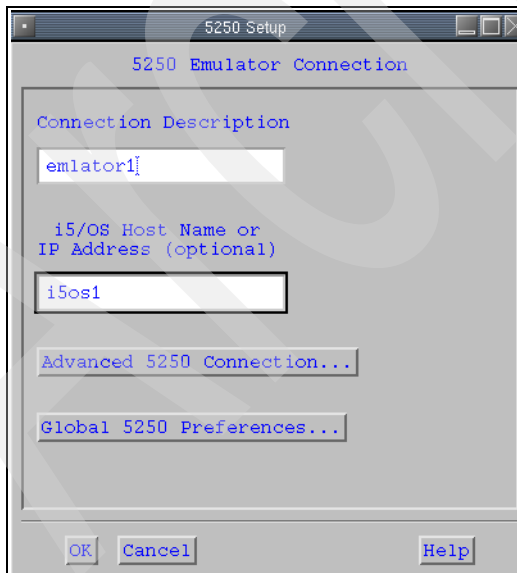 5250 Setup
5250 Emulator Connection
Connection Description
emlator1
i5/OS Host Name or
IP Address (optional)
i5os1
Advanced 5250 Connection...
Global 5250 Preferences...
OK Cancel Help